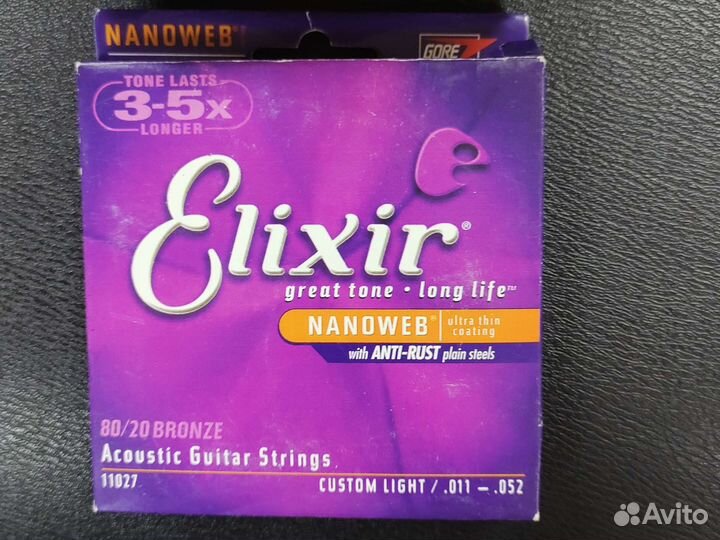 NANOWEB
GORE
TONE LASTS
3-5x
LONGER
Elixir®
great tone • long life™
NANOWEB® ultra thin
coating
with ANTI-RUST plain steels
80/20 BRONZE
Acoustic Guitar Strings
11027 CUSTOM LIGHT / .011 — .052
Avito